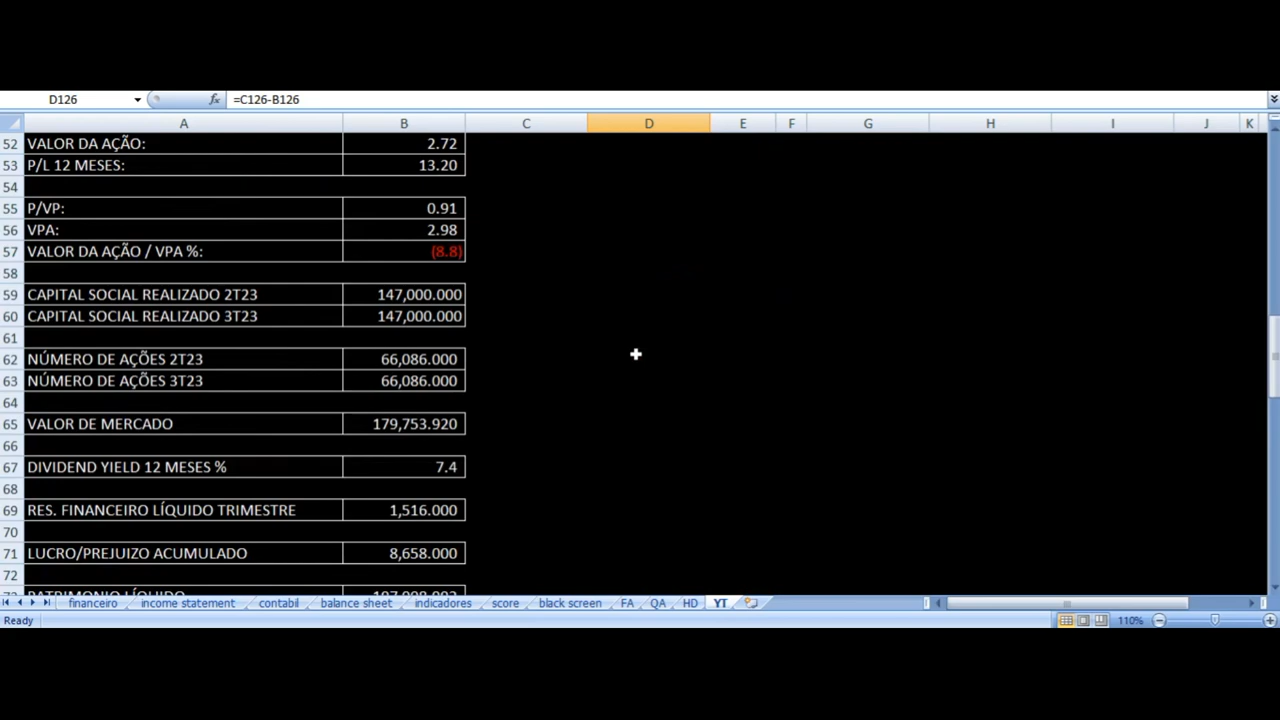 D126 fx =C126-B126
A B C D E F G H I J K
52 VALOR DA AÇÃO: 2.72
53 P/L 12 MESES: 13.20
54
55 P/VP: 0.91
56 VPA: 2.98
57 VALOR DA AÇÃO / VPA %: (8.8)
58
59 CAPITAL SOCIAL REALIZADO 2T23 147,000.000
60 CAPITAL SOCIAL REALIZADO 3T23 147,000.000
61
62 NÚMERO DE AÇÕES 2T23 66,086.000
63 NÚMERO DE AÇÕES 3T23 66,086.000
64
65 VALOR DE MERCADO 179,753.920
66
67 DIVIDEND YIELD 12 MESES % 7.4
68
69 RES. FINANCEIRO LÍQUIDO TRIMESTRE 1,516.000
70
71 LUCRO/PREJUIZO ACUMULADO 8,658.000
72
PATRIMONIO LÍQUIDO
financeiro income statement contabil balance sheet indicadores score black screen FA QA HD YT
Ready 110%